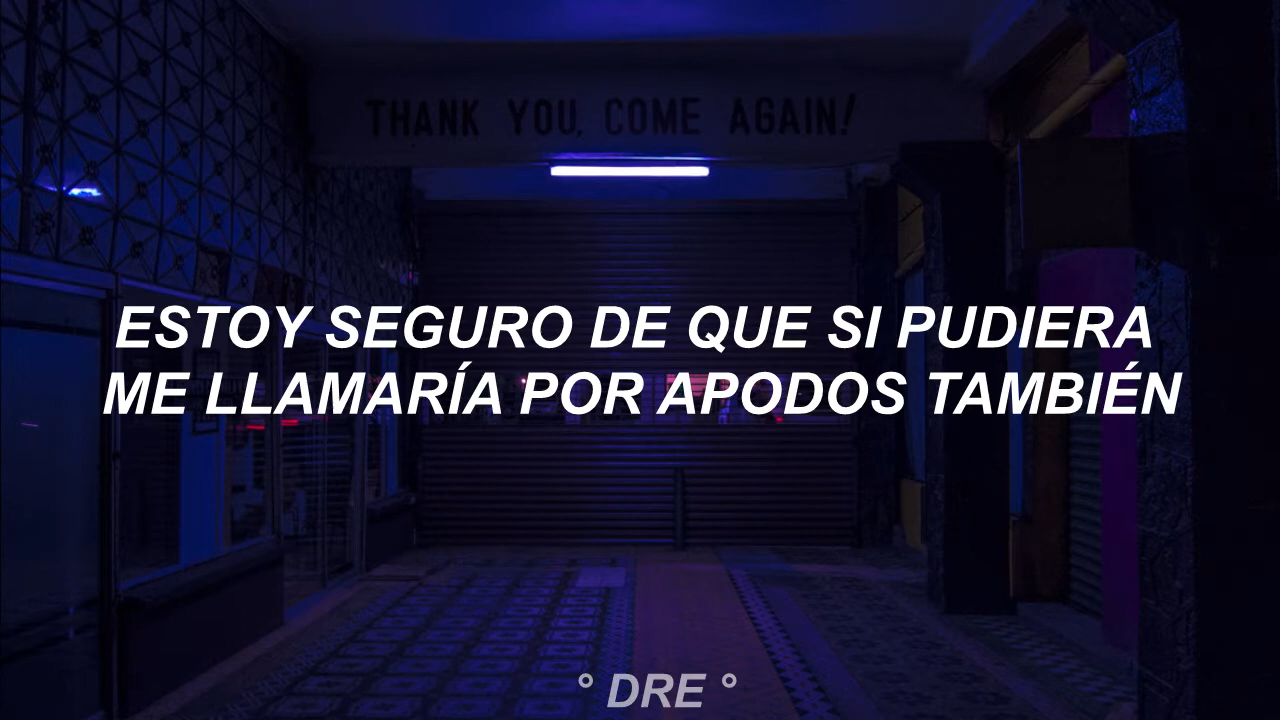 THANK YOU, COME AGAIN!
ESTOY SEGURO DE QUE SI PUDIERA
ME LLAMARÍA POR APODOS TAMBIÉN
° DRE °